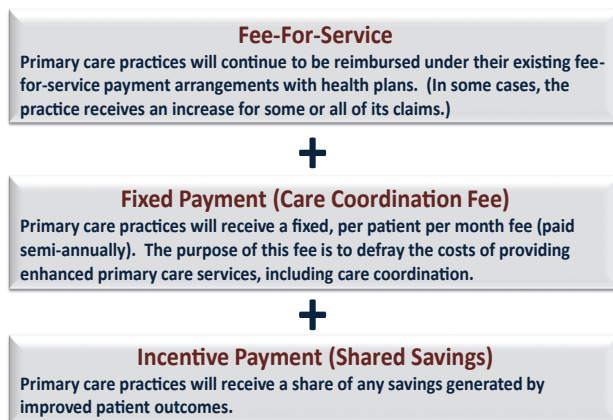 Fee-For-Service
Primary care practices will continue to be reimbursed under their existing fee-
for-service payment arrangements with health plans. (In some cases, the
practice receives an increase for some or all of its claims.)
+
Fixed Payment (Care Coordination Fee)
Primary care practices will receive a fixed, per patient per month fee (paid
semi-annually). The purpose of this fee is to defray the costs of providing
enhanced primary care services, including care coordination.
+
Incentive Payment (Shared Savings)
Primary care practices will receive a share of any savings generated by
improved patient outcomes.